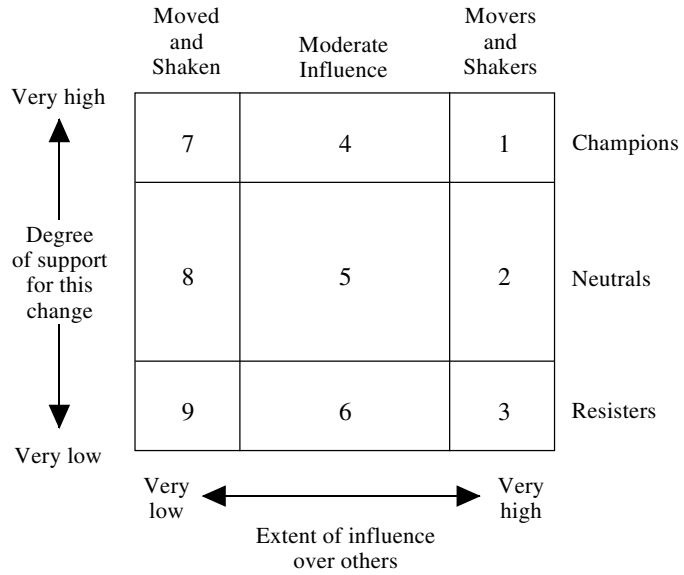 Moved
and
Shaken
Moderate
Influence
Movers
and
Shakers
Very high
7 4 1 Champions
Degree
of support
for this
change
8 5 2 Neutrals
9 6 3 Resisters
Very low
Very
low
Very
high
Extent of influence
over others